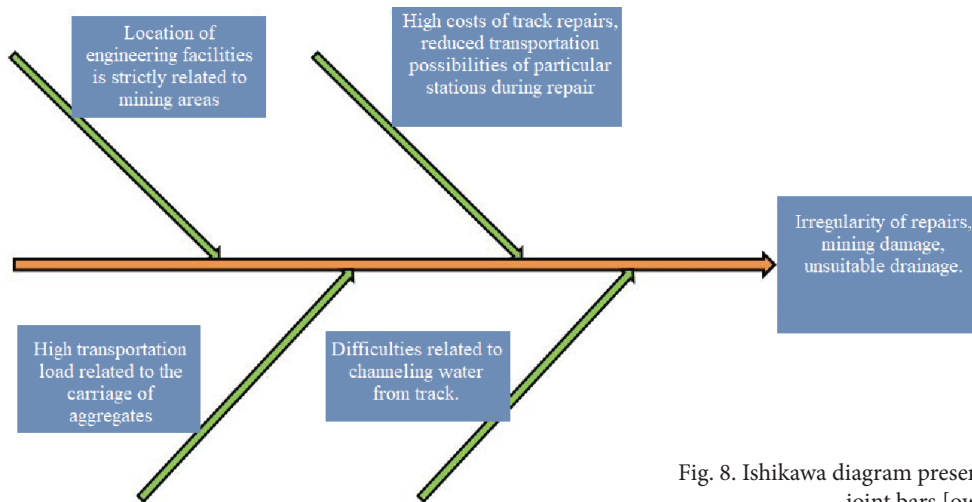 Location of
engineering facilities
is strictly related to
mining areas
High costs of track repairs,
reduced transportation
possibilities of particular
stations during repair
Irregularity of repairs,
mining damage,
unsuitable drainage.
High transportation
load related to the
carriage of
aggregates
Difficulties related to
channeling water
from track.
Fig. 8. Ishikawa diagram presen
joint bars [ow